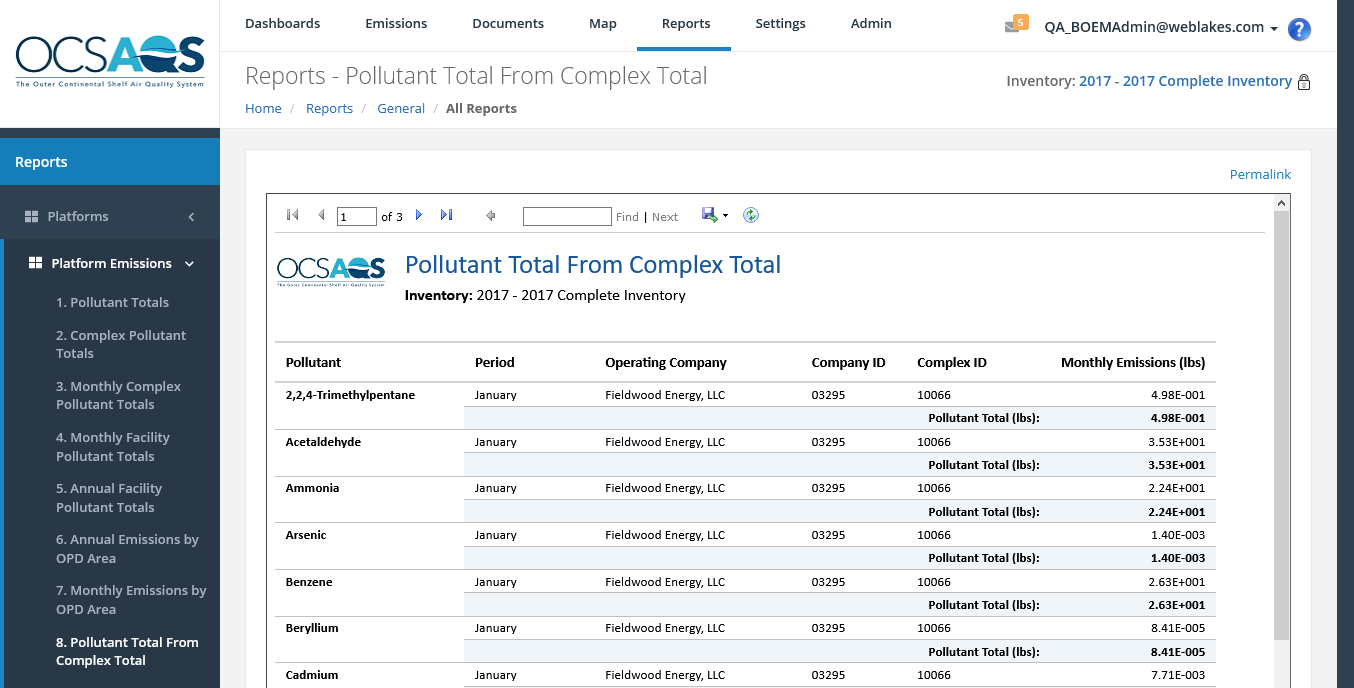 OCSAQS
The Outer Continental Shelf Air Quality System
Dashboards Emissions Documents Map Reports Settings Admin
5
QA_BOEMAdmin@weblakes.com
?
Reports - Pollutant Total From Complex Total
Inventory: 2017 - 2017 Complete Inventory
Home / Reports / General / All Reports
Reports
Platforms
Platform Emissions
1. Pollutant Totals
2. Complex Pollutant
Totals
3. Monthly Complex
Pollutant Totals
4. Monthly Facility
Pollutant Totals
5. Annual Facility
Pollutant Totals
6. Annual Emissions by
OPD Area
7. Monthly Emissions by
OPD Area
8. Pollutant Total From
Complex Total
Permalink
1 of 3 Find | Next
OCSAQS
The Outer Continental Shelf Air Quality System
Pollutant Total From Complex Total
Inventory: 2017 - 2017 Complete Inventory
Pollutant Period Operating Company Company ID Complex ID Monthly Emissions (lbs)
2,2,4-Trimethylpentane January Fieldwood Energy, LLC 03295 10066 4.98E-001
Pollutant Total (lbs): 4.98E-001
Acetaldehyde January Fieldwood Energy, LLC 03295 10066 3.53E+001
Pollutant Total (lbs): 3.53E+001
Ammonia January Fieldwood Energy, LLC 03295 10066 2.24E+001
Pollutant Total (lbs): 2.24E+001
Arsenic January Fieldwood Energy, LLC 03295 10066 1.40E-003
Pollutant Total (lbs): 1.40E-003
Benzene January Fieldwood Energy, LLC 03295 10066 2.63E+001
Pollutant Total (lbs): 2.63E+001
Beryllium January Fieldwood Energy, LLC 03295 10066 8.41E-005
Pollutant Total (lbs): 8.41E-005
Cadmium January Fieldwood Energy, LLC 03295 10066 7.71E-003